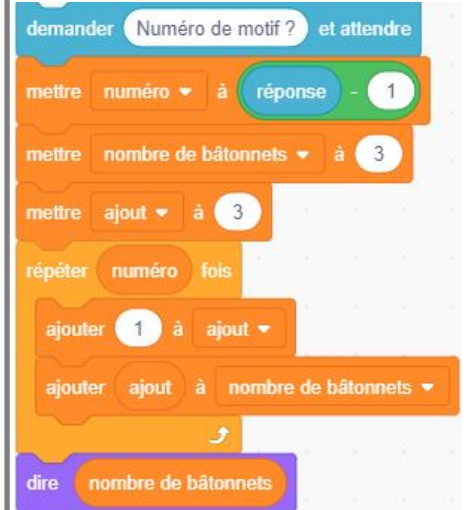 demander Numéro de motif ? et attendre
mettre numéro à réponse - 1
mettre nombre de bâtonnets à 3
mettre ajout à 3
répéter numéro fois
ajouter 1 à ajout
ajouter ajout à nombre de bâtonnets
dire nombre de bâtonnets